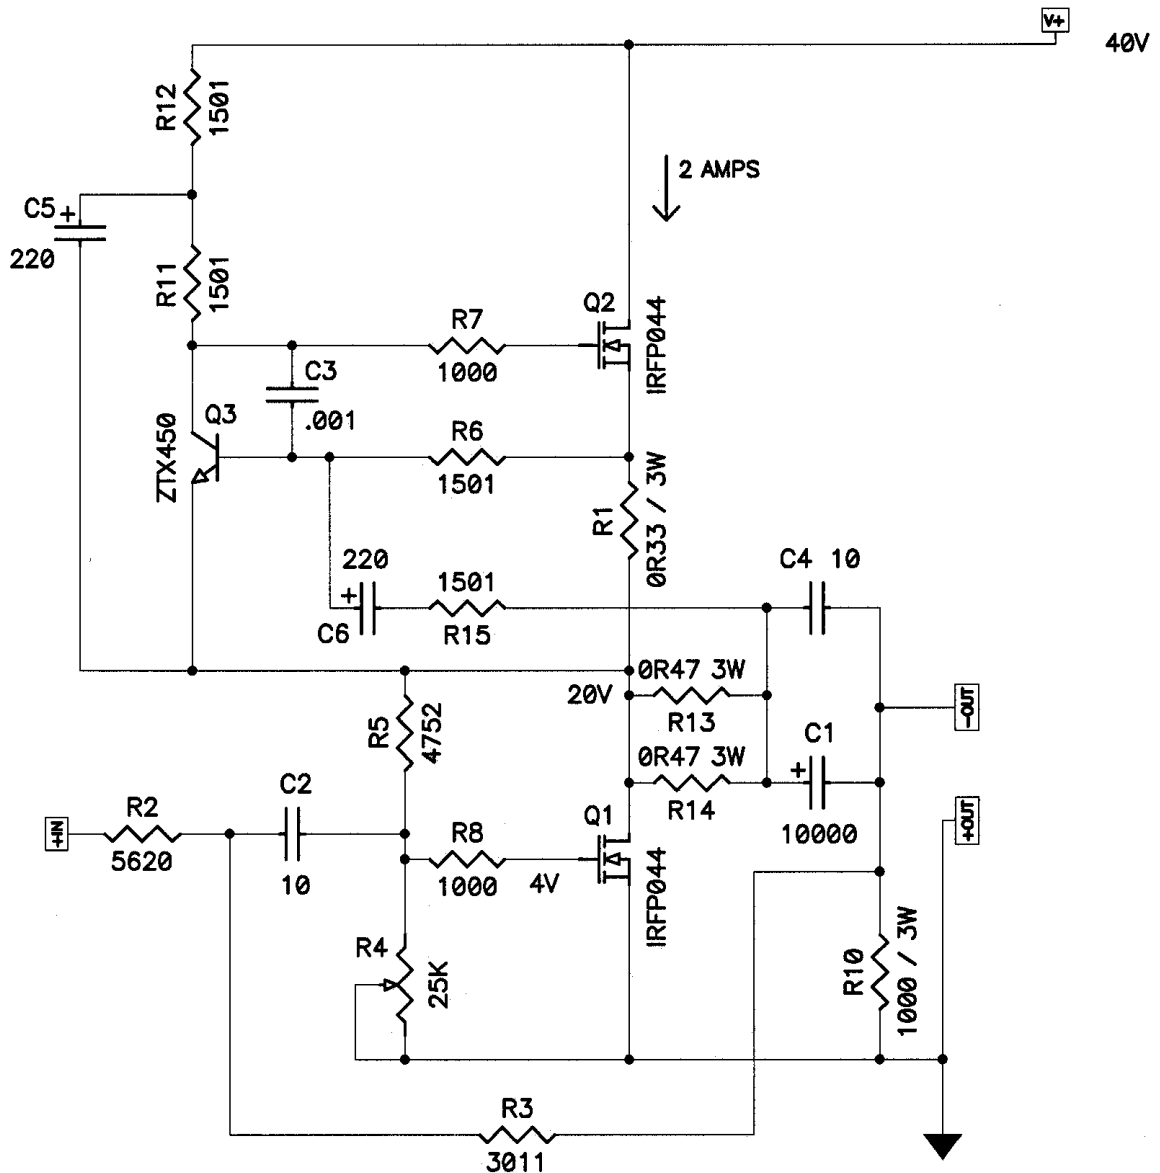 V+
40V
R12
1501
2 AMPS
C5
+
220
R11
1501
Q2
IRFP044
R7
1000
C3
.001
Q3
ZTX450
R6
1501
R1
0R33 / 3W
220
+
C6
1501
R15
C4 10
0R47 3W
20V
R13
-OUT
R5
4752
0R47 3W
R14
C1
+
10000
+IN
R2
5620
C2
10
R8
1000
4V
Q1
IRFP044
+OUT
R4
25K
R10
1000 / 3W
R3
3011